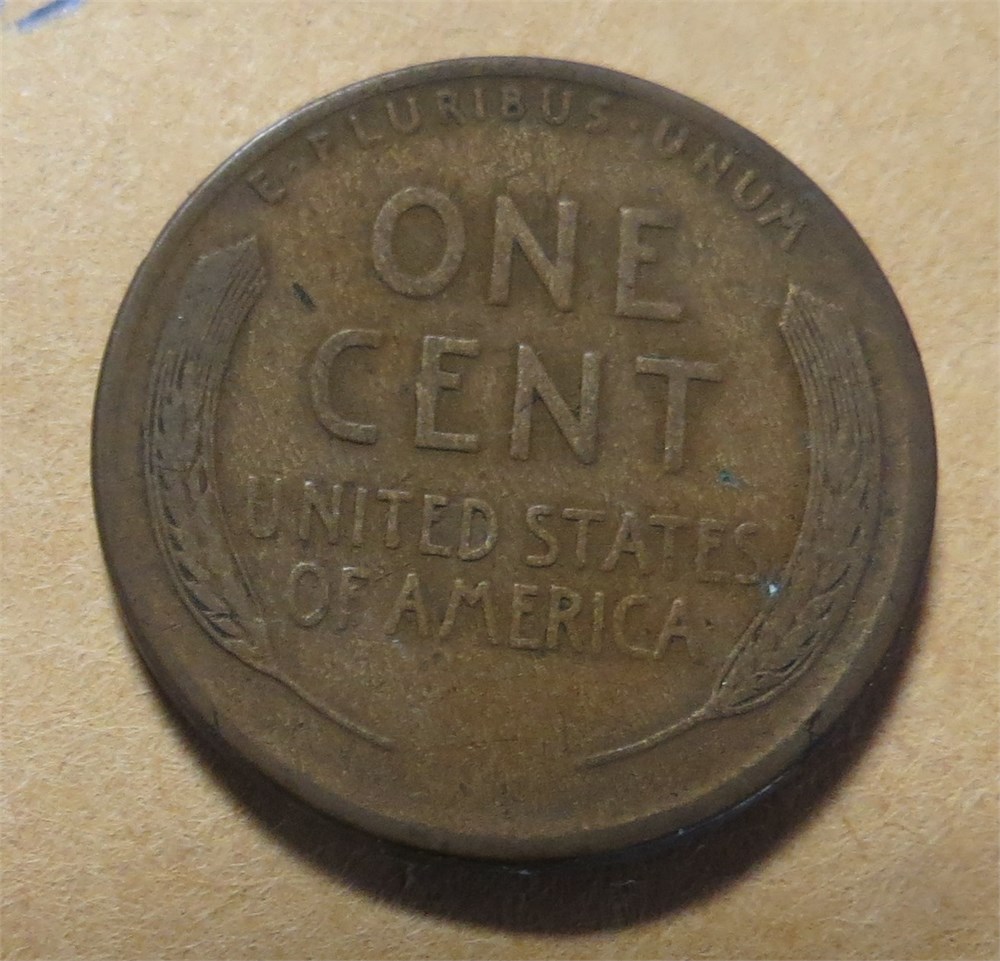 E · PLURIBUS · UNUM
ONE
CENT
UNITED STATES
OF AMERICA